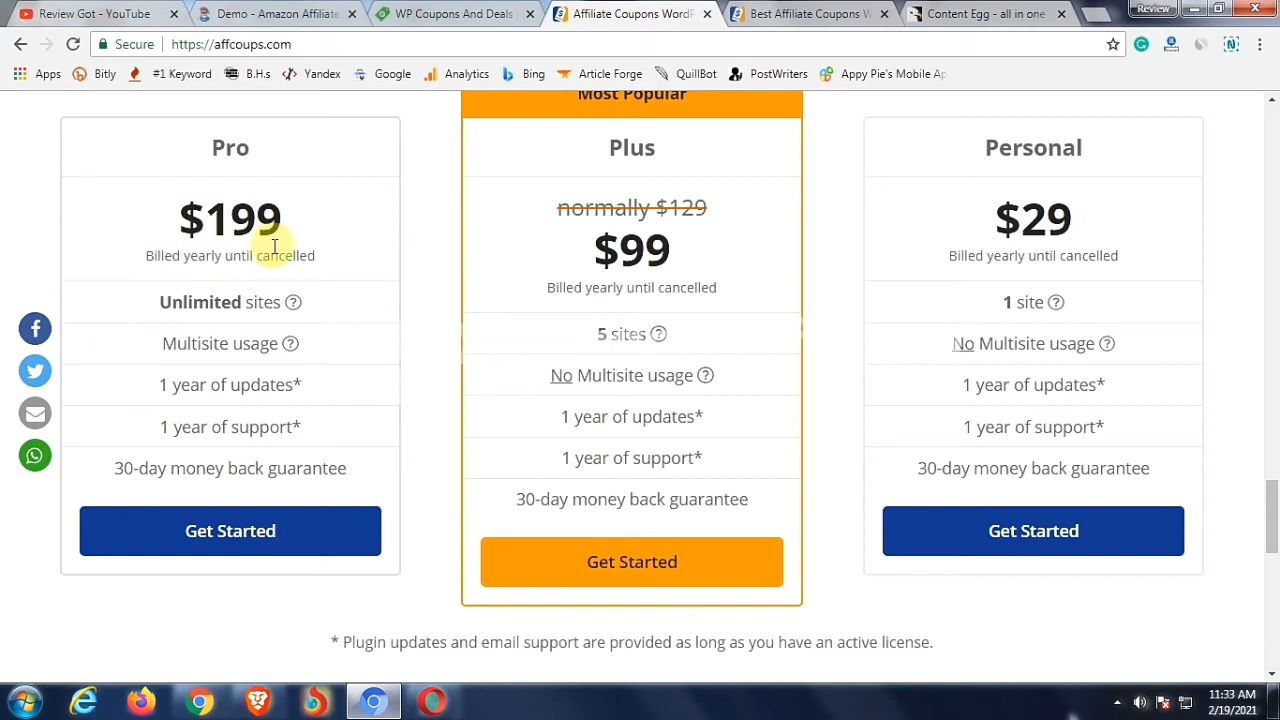 Review Got - YouTube
Demo - Amazon Affiliate
WP Coupon And Deals
Affiliate Coupons WordP
Best Affiliate Coupons W
Content Egg - all in one
Review
Secure
https://affcoups.com
Apps
Bitly
#1 Keyword
B.H.s
Yandex
Google
Analytics
Bing
Article Forge
QuillBot
PostWriters
Appy Pie's Mobile Ap
Most Popular
Pro
$199
Billed yearly until cancelled
Unlimited sites ?
Multisite usage ?
1 year of updates*
1 year of support*
30-day money back guarantee
Get Started
Plus
normally $129
$99
Billed yearly until cancelled
5 sites ?
No Multisite usage ?
1 year of updates*
1 year of support*
30-day money back guarantee
Get Started
Personal
$29
Billed yearly until cancelled
1 site ?
No Multisite usage ?
1 year of updates*
1 year of support*
30-day money back guarantee
Get Started
* Plugin updates and email support are provided as long as you have an active license.
11:33 AM
2/19/2021